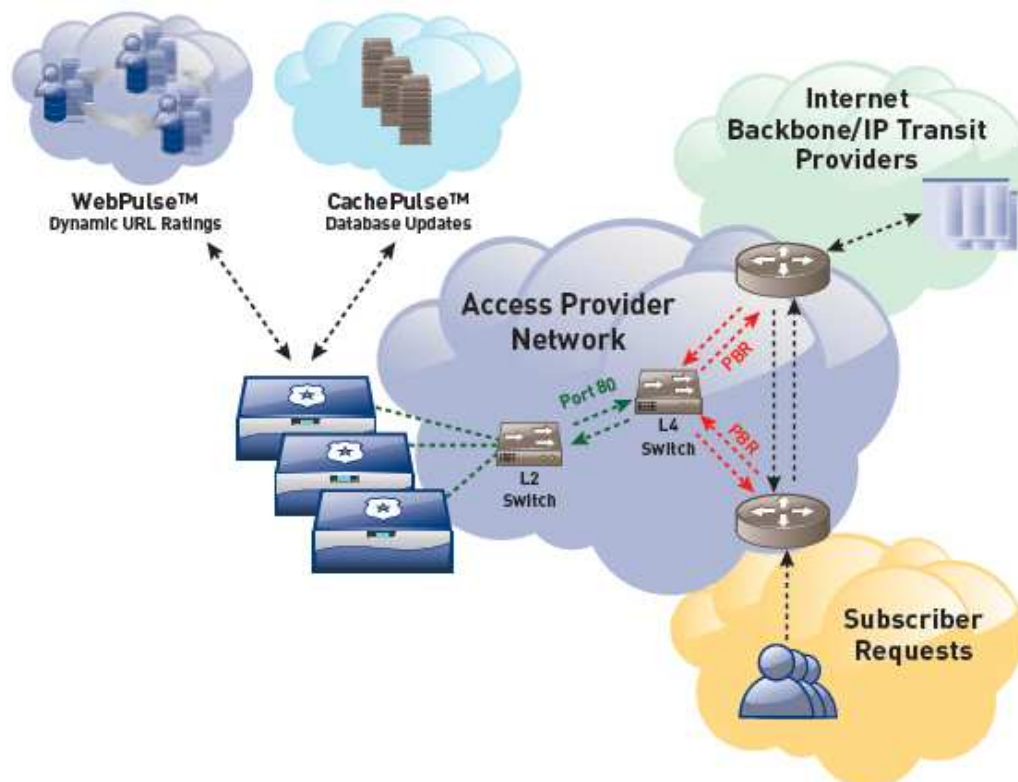 WebPulse™
Dynamic URL Ratings
CachePulse™
Database Updates
Internet
Backbone/IP Transit
Providers
Access Provider
Network
PBR
Port 80
L4
Switch
PBR
L2
Switch
Subscriber
Requests